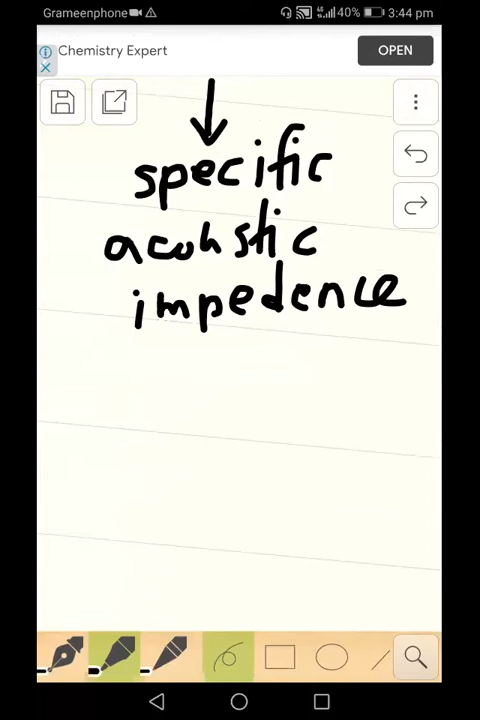 Grameenphone 40% 3:44 pm
Chemistry Expert OPEN
specific
acoustic
impedence